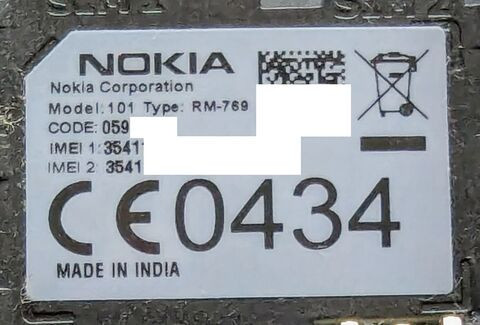 NOKIA
Nokia Corporation
Model: 101 Type: RM-769
CODE: 059
IMEI 1: 3541
IMEI 2: 3541
CE0434
MADE IN INDIA